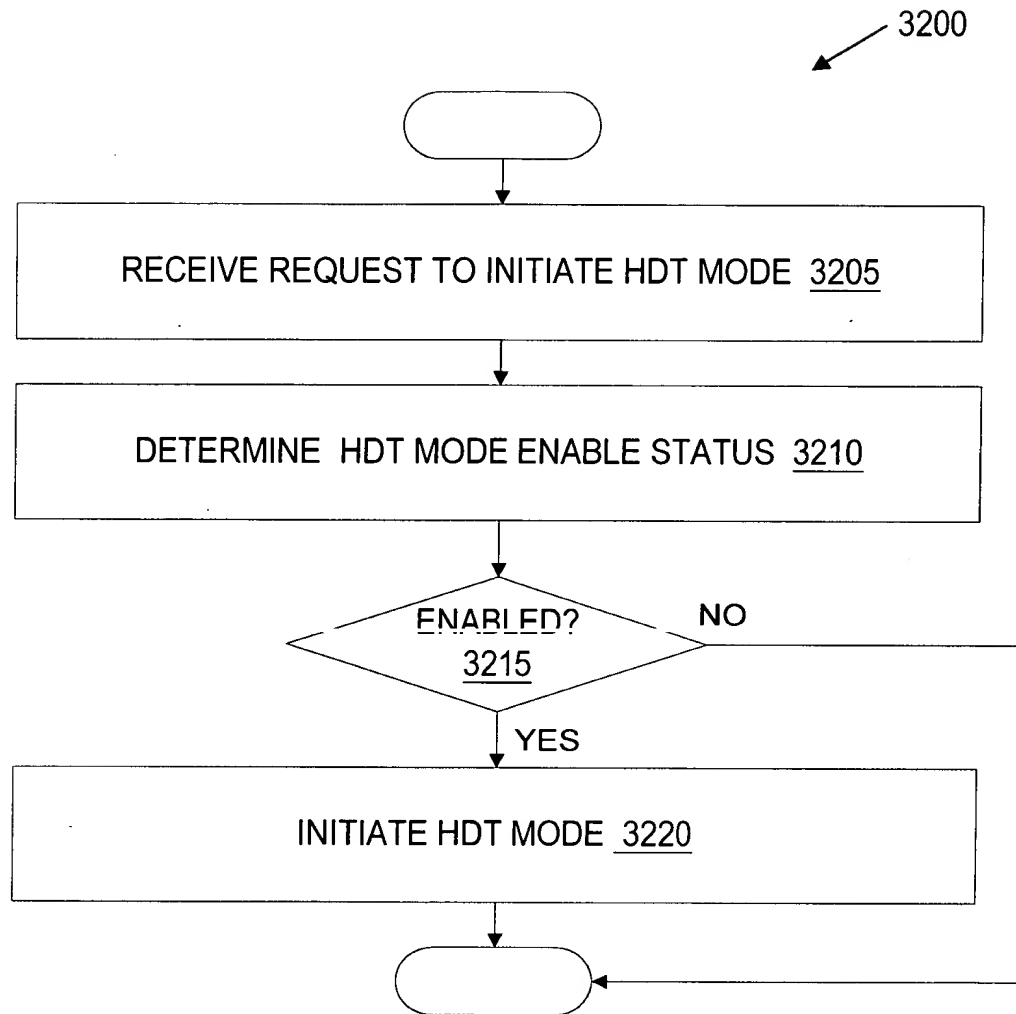 3200
RECEIVE REQUEST TO INITIATE HDT MODE 3205
DETERMINE HDT MODE ENABLE STATUS 3210
ENABLED?
3215
NO
YES
INITIATE HDT MODE 3220